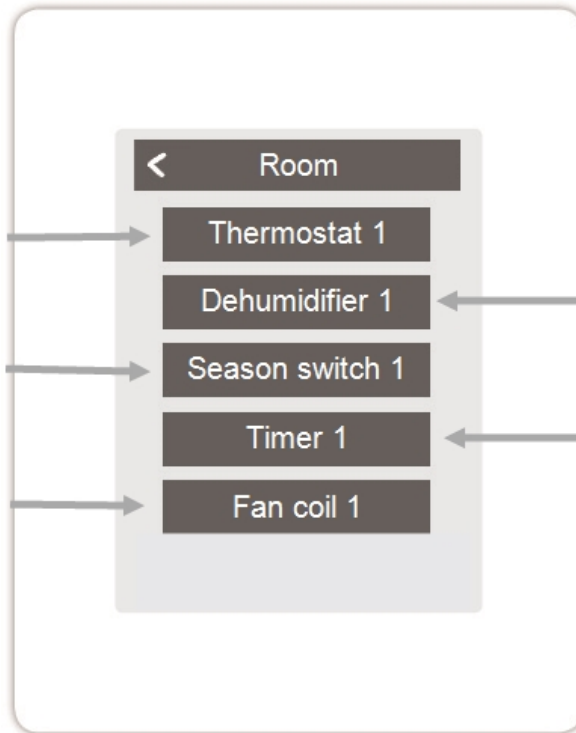 < Room
Thermostat 1
Dehumidifier 1
Season switch 1
Timer 1
Fan coil 1